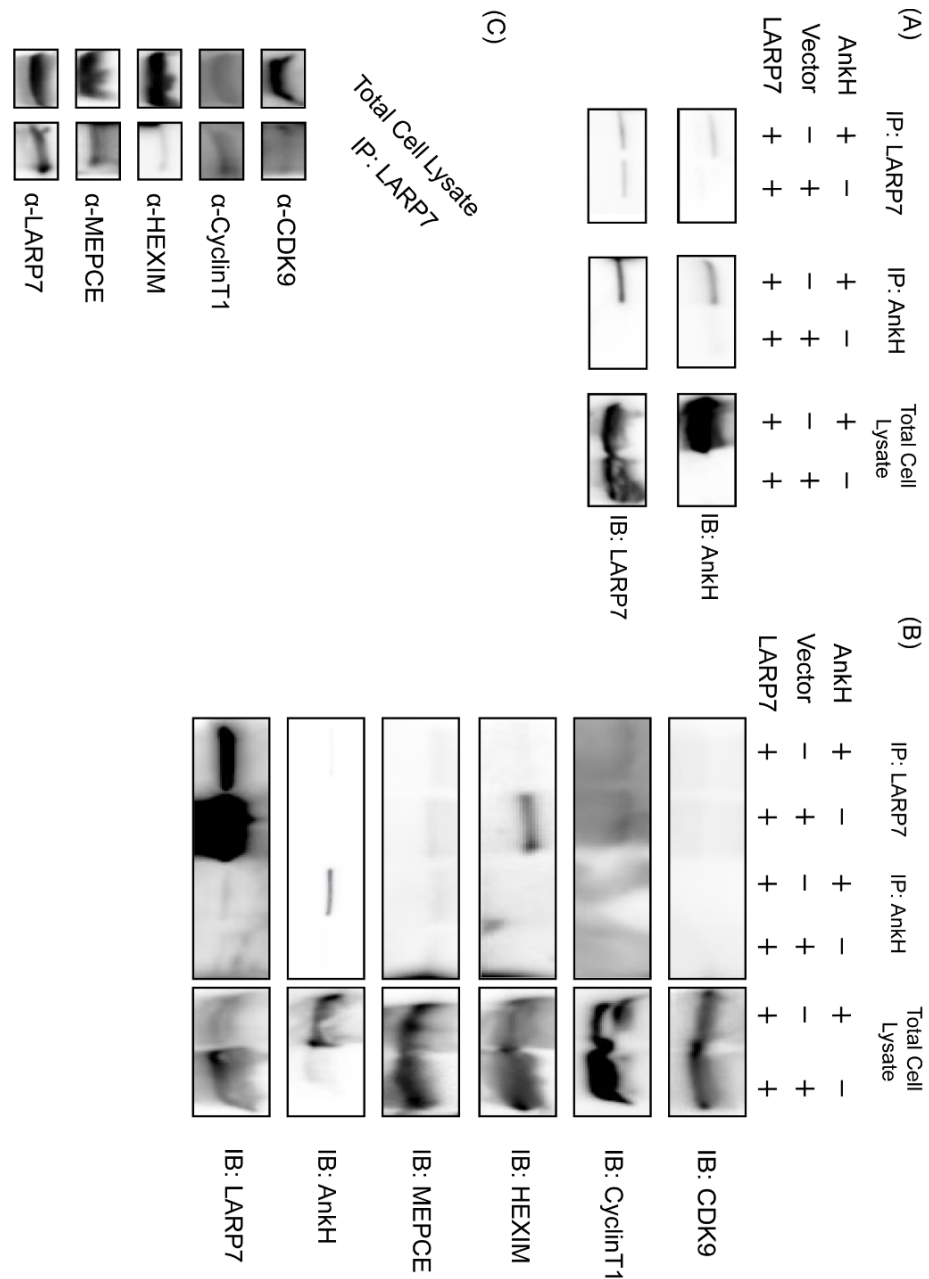 (A)
IP: LARP7
IP: AnkH
Total Cell
Lysate
AnkH + − + − + −
Vector − + − + − +
LARP7 + + + + + +
IB: AnkH
IB: LARP7
(B)
IP: LARP7
IP: AnkH
Total Cell
Lysate
AnkH + − + − + −
Vector − + − + − +
LARP7 + + + + + +
IB: CDK9
IB: CyclinT1
IB: HEXIM
IB: MEPCE
IB: AnkH
IB: LARP7
(C)
Total Cell Lysate
IP: LARP7
α-CDK9
α-CyclinT1
α-HEXIM
α-MEPCE
α-LARP7